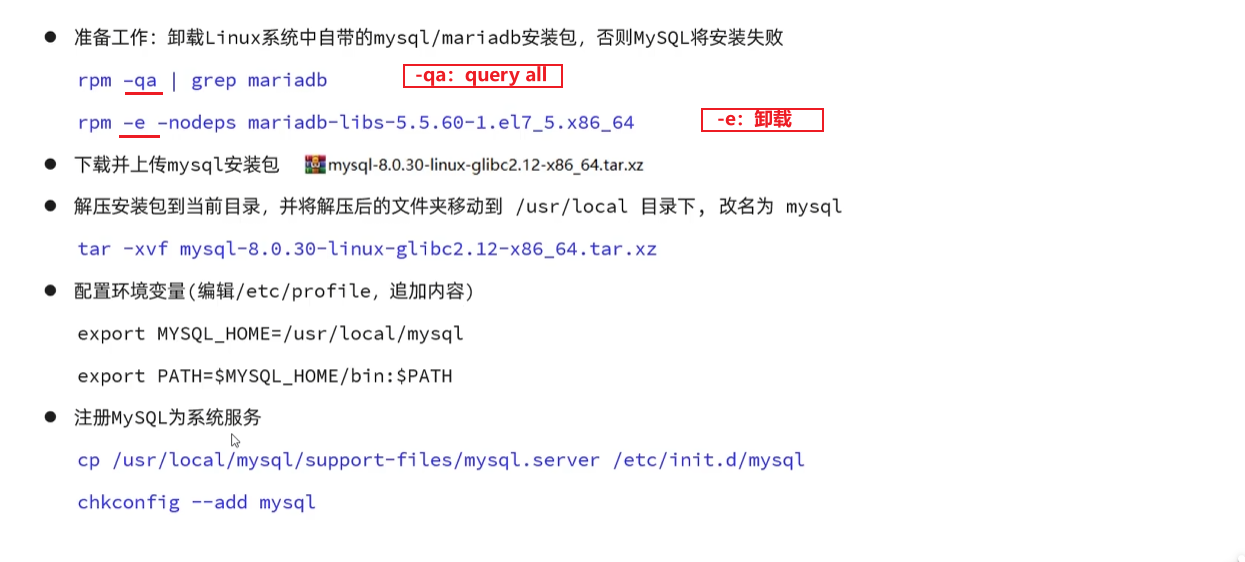 ● 准备工作：卸载Linux系统中自带的mysql/mariadb安装包，否则MySQL将安装失败
rpm –qa | grep mariadb -qa：query all
rpm –e –nodeps mariadb-libs-5.5.60-1.el7_5.x86_64 -e：卸载
● 下载并上传mysql安装包 mysql-8.0.30-linux-glibc2.12-x86_64.tar.xz
● 解压安装包到当前目录，并将解压后的文件夹移动到 /usr/local 目录下, 改名为 mysql
tar -xvf mysql-8.0.30-linux-glibc2.12-x86_64.tar.xz
● 配置环境变量(编辑/etc/profile，追加内容)
export MYSQL_HOME=/usr/local/mysql
export PATH=$MYSQL_HOME/bin:$PATH
● 注册MySQL为系统服务
cp /usr/local/mysql/support-files/mysql.server /etc/init.d/mysql
chkconfig --add mysql